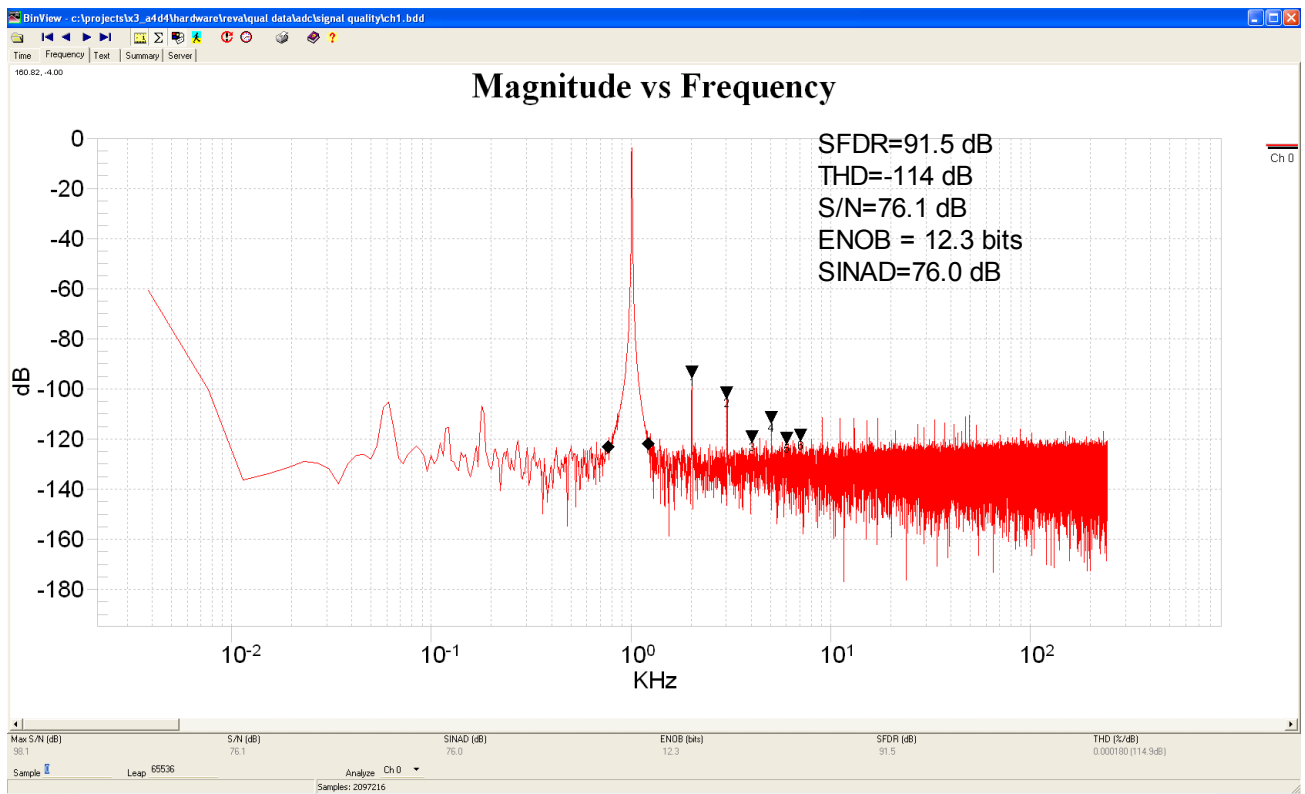 BinView - c:\projects\x3_a4d4\hardware\reva\qual data\adc\signal quality\ch1.bdd
Time Frequency Text Summary Server
160.82, -4.00
Magnitude vs Frequency
SFDR=91.5 dB
THD=-114 dB
S/N=76.1 dB
ENOB = 12.3 bits
SINAD=76.0 dB
Ch 0
0
-20
-40
-60
-80
-100
-120
-140
-160
-180
dB
1
2
3
4
5
6
10-2 10-1 100 101 102
KHz
Max S/N (dB) S/N (dB) SINAD (dB) ENOB (bits) SFDR (dB) THD (%/dB)
98.1 76.1 76.0 12.3 91.5 0.000180 (114.9dB)
Sample 0 Leap 65536 Analyze Ch 0
Samples: 2097216